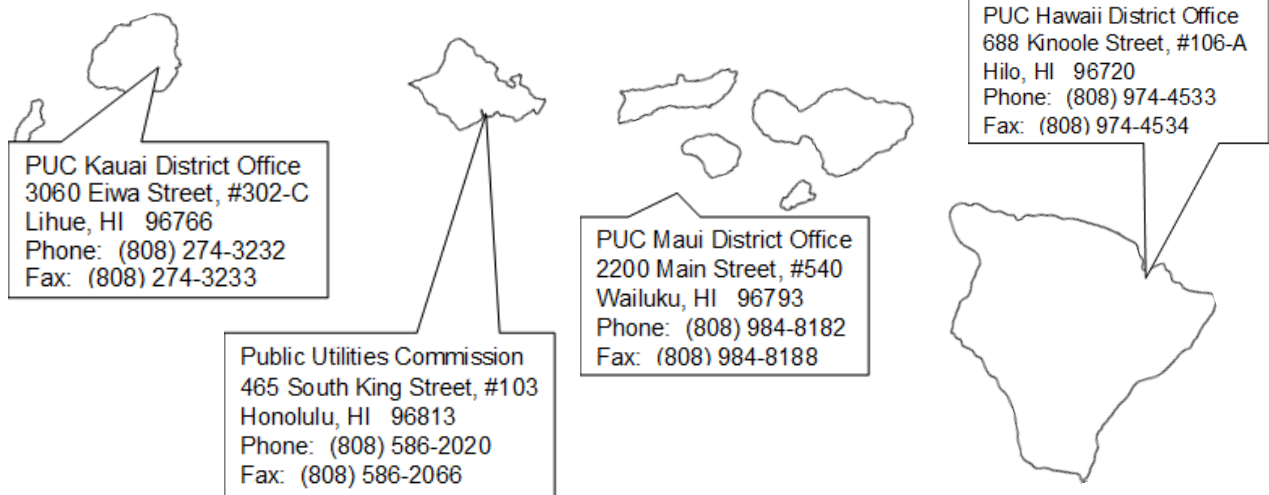 PUC Kauai District Office
3060 Eiwa Street, #302-C
Lihue, HI 96766
Phone: (808) 274-3232
Fax: (808) 274-3233
Public Utilities Commission
465 South King Street, #103
Honolulu, HI 96813
Phone: (808) 586-2020
Fax: (808) 586-2066
PUC Maui District Office
2200 Main Street, #540
Wailuku, HI 96793
Phone: (808) 984-8182
Fax: (808) 984-8188
PUC Hawaii District Office
688 Kinoole Street, #106-A
Hilo, HI 96720
Phone: (808) 974-4533
Fax: (808) 974-4534